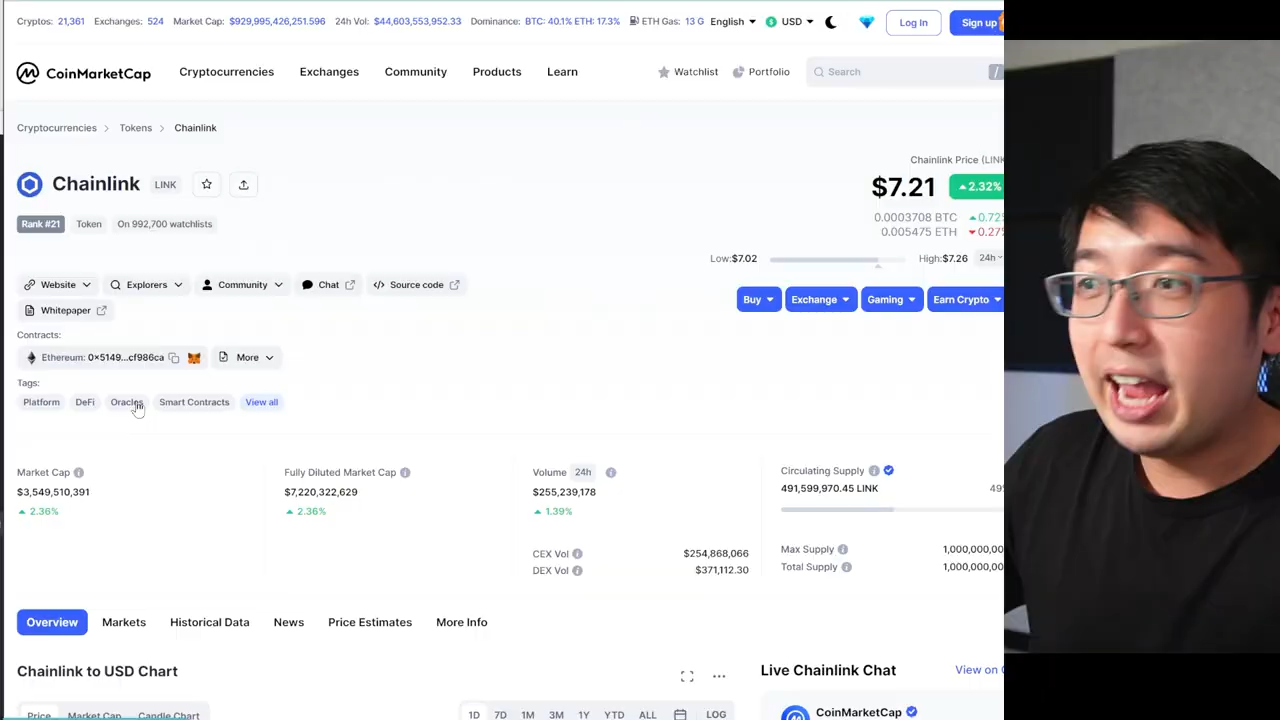 Cryptos: 21,361 Exchanges: 524 Market Cap: $929,995,426,251.596 24h Vol: $44,603,553,952.33 Dominance: BTC: 40.1% ETH: 17.3% ETH Gas: 13 G English USD Log In Sign up
CoinMarketCap Cryptocurrencies Exchanges Community Products Learn Watchlist Portfolio Search /
Cryptocurrencies > Tokens > Chainlink
Chainlink Price (LINK
Chainlink LINK $7.21 2.32%
0.0003708 BTC 0.72
Rank #21 Token On 992,700 watchlists
0.005475 ETH 0.27
Low:$7.02 High:$7.26 24h
Website Explorers Community Chat Source code
Buy Exchange Gaming Earn Crypto
Whitepaper
Contracts:
Ethereum: 0x5149...cf986ca More
Tags:
Platform DeFi Oracles Smart Contracts View all
Market Cap Fully Diluted Market Cap Volume 24h Circulating Supply
$3,549,510,391 $7,220,322,629 $255,239,178 491,599,970.45 LINK 49
2.36% 2.36% 1.39%
CEX Vol $254,868,066 Max Supply 1,000,000,00
DEX Vol $371,112.30 Total Supply 1,000,000,00
Overview Markets Historical Data News Price Estimates More Info
Chainlink to USD Chart Live Chainlink Chat View on
Price Market Cap Candle Chart 1D 7D 1M 3M 1Y YTD ALL LOG CoinMarketCap